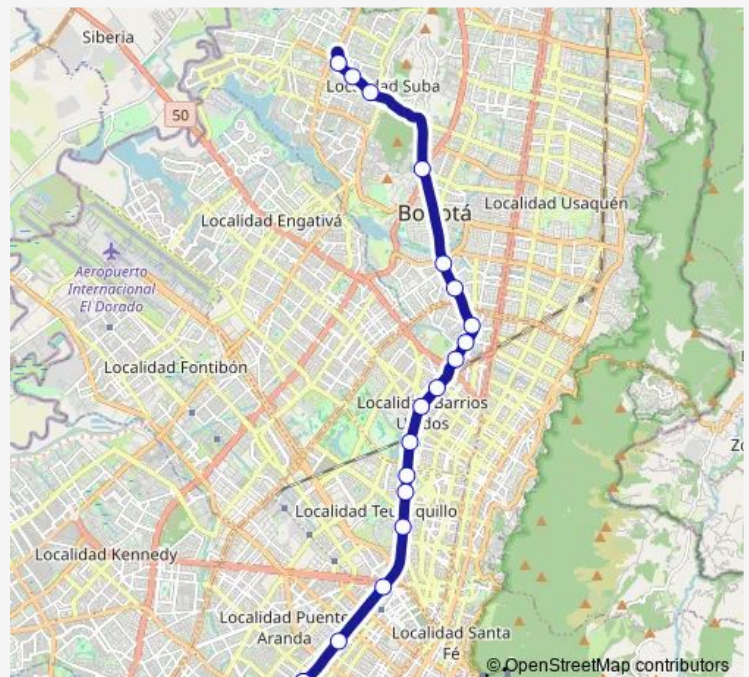 Siberia
Localidad Suba
50
Localidad Engativá
Localidad Usaquén
Bogotá
Aeropuerto
Internacional
El Dorado
Localidad Fontibón
Localidad Barrios
Unidos
Localidad Teusaquillo
Localidad Kennedy
Localidad Puente
Aranda
Localidad Santa
Fé
© OpenStreetMap contributors